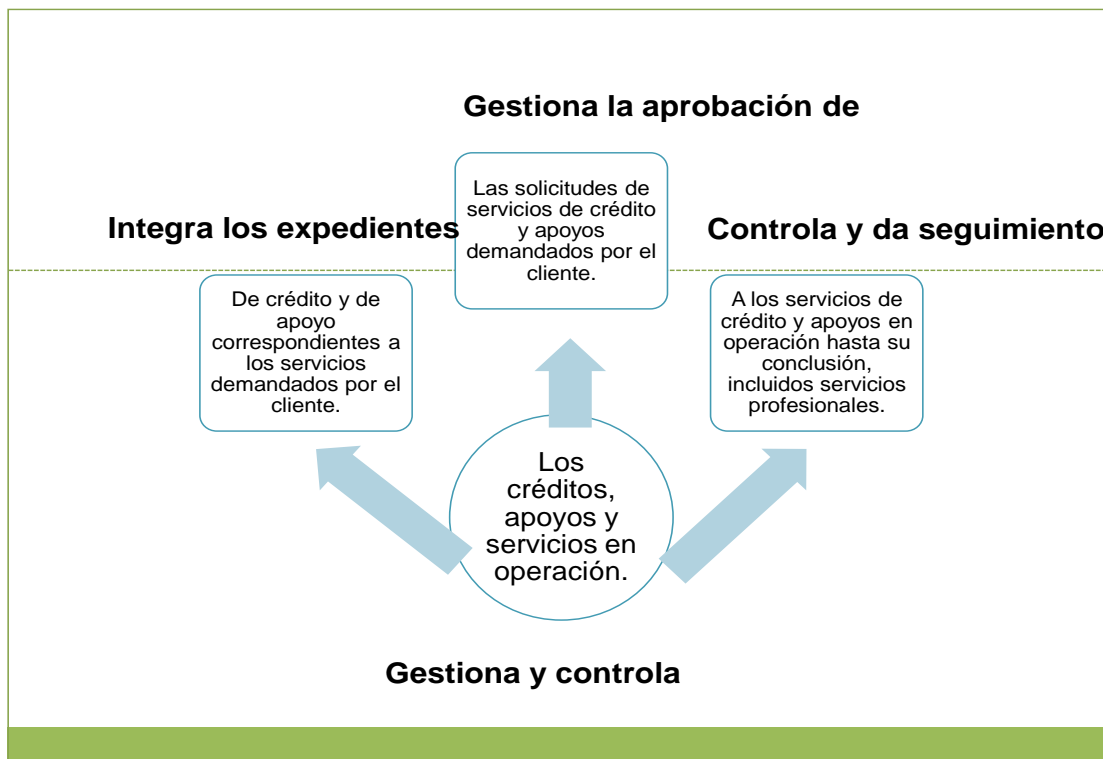 Gestiona la aprobación de
Las solicitudes de
servicios de crédito
y apoyos
demandados por el
cliente.
Integra los expedientes
De crédito y de
apoyo
correspondientes a
los servicios
demandados por el
cliente.
Controla y da seguimiento
A los servicios de
crédito y apoyos en
operación hasta su
conclusión,
incluidos servicios
profesionales.
Los
créditos,
apoyos y
servicios en
operación.
Gestiona y controla